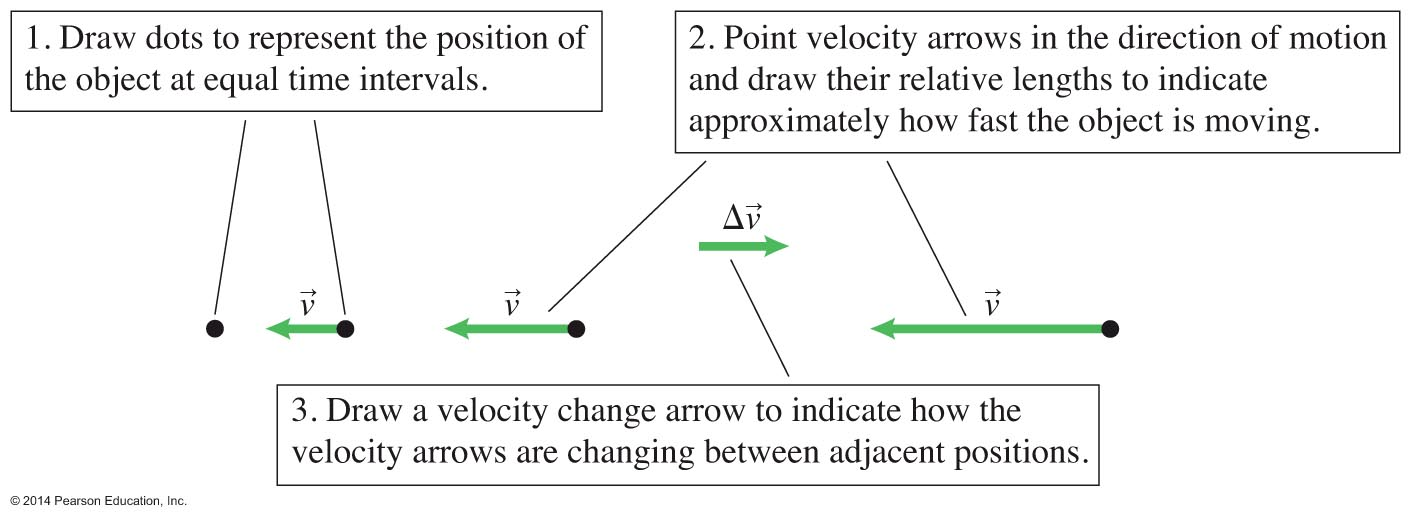 1. Draw dots to represent the position of
the object at equal time intervals.
2. Point velocity arrows in the direction of motion
and draw their relative lengths to indicate
approximately how fast the object is moving.
Δv⃗
v⃗
v⃗
v⃗
3. Draw a velocity change arrow to indicate how the
velocity arrows are changing between adjacent positions.
© 2014 Pearson Education, Inc.